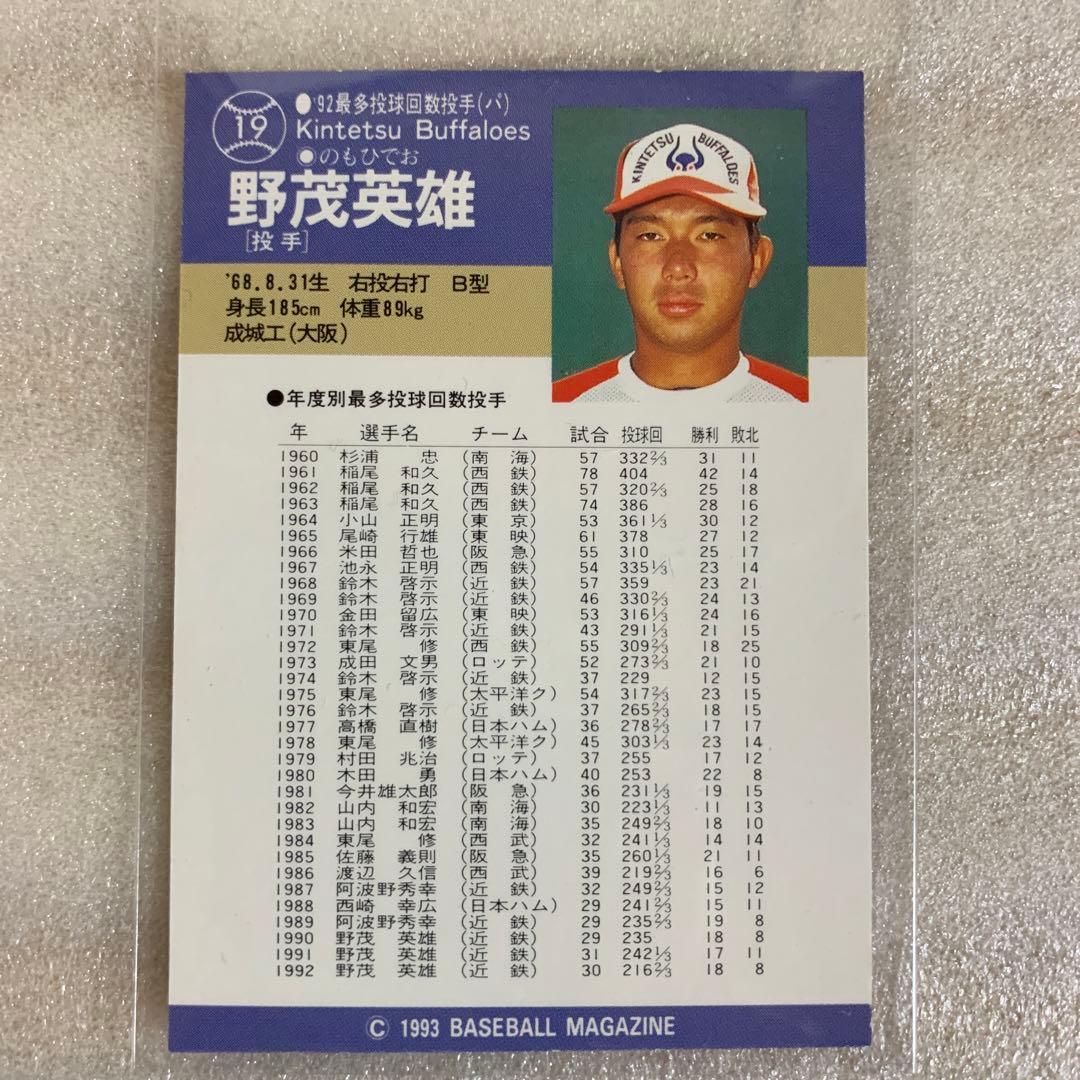 19
●'92最多投球回数投手(パ)
Kintetsu Buffaloes
●のもひでお
野茂英雄
[投手]
KINTETSU BUFFALOES
'68.8.31生 右投右打 B型
身長185cm 体重89kg
成城工(大阪)
●年度別最多投球回数投手
年 選手名 チーム 試合 投球回 勝利 敗北
1960 杉浦 忠 (南 海) 57 332⅔ 31 11
1961 稲尾 和久 (西 鉄) 78 404 42 14
1962 稲尾 和久 (西 鉄) 57 320⅔ 25 18
1963 稲尾 和久 (西 鉄) 74 386 28 16
1964 小山 正明 (東 京) 53 361⅓ 30 12
1965 尾崎 行雄 (東 映) 61 378 27 12
1966 米田 哲也 (阪 急) 55 310 25 17
1967 池永 正明 (西 鉄) 54 335⅓ 23 14
1968 鈴木 啓示 (近 鉄) 57 359 23 21
1969 鈴木 啓示 (近 鉄) 46 330⅔ 24 13
1970 金田 留広 (東 映) 53 316⅓ 24 16
1971 鈴木 啓示 (近 鉄) 43 291⅓ 21 15
1972 東尾 修 (西 鉄) 55 309⅔ 18 25
1973 成田 文男 (ロッテ) 52 273⅔ 21 10
1974 鈴木 啓示 (近 鉄) 37 229 12 15
1975 東尾 修 (太平洋ク) 54 317⅔ 23 15
1976 鈴木 啓示 (近 鉄) 37 265⅔ 18 15
1977 高橋 直樹 (日本ハム) 36 278⅔ 17 17
1978 東尾 修 (太平洋ク) 45 303⅓ 23 14
1979 村田 兆治 (ロッテ) 37 255 17 12
1980 木田 勇 (日本ハム) 40 253 22 8
1981 今井雄太郎 (阪 急) 36 231⅓ 19 15
1982 山内 和宏 (南 海) 30 223⅓ 11 13
1983 山内 和宏 (南 海) 35 249⅔ 18 10
1984 東尾 修 (西 武) 32 241⅓ 14 14
1985 佐藤 義則 (阪 急) 35 260⅓ 21 11
1986 渡辺 久信 (西 武) 39 219⅔ 16 6
1987 阿波野秀幸 (近 鉄) 32 249⅔ 15 12
1988 西崎 幸広 (日本ハム) 29 241⅔ 15 11
1989 阿波野秀幸 (近 鉄) 29 235⅔ 19 8
1990 野茂 英雄 (近 鉄) 29 235 18 8
1991 野茂 英雄 (近 鉄) 31 242⅓ 17 11
1992 野茂 英雄 (近 鉄) 30 216⅔ 18 8
© 1993 BASEBALL MAGAZINE